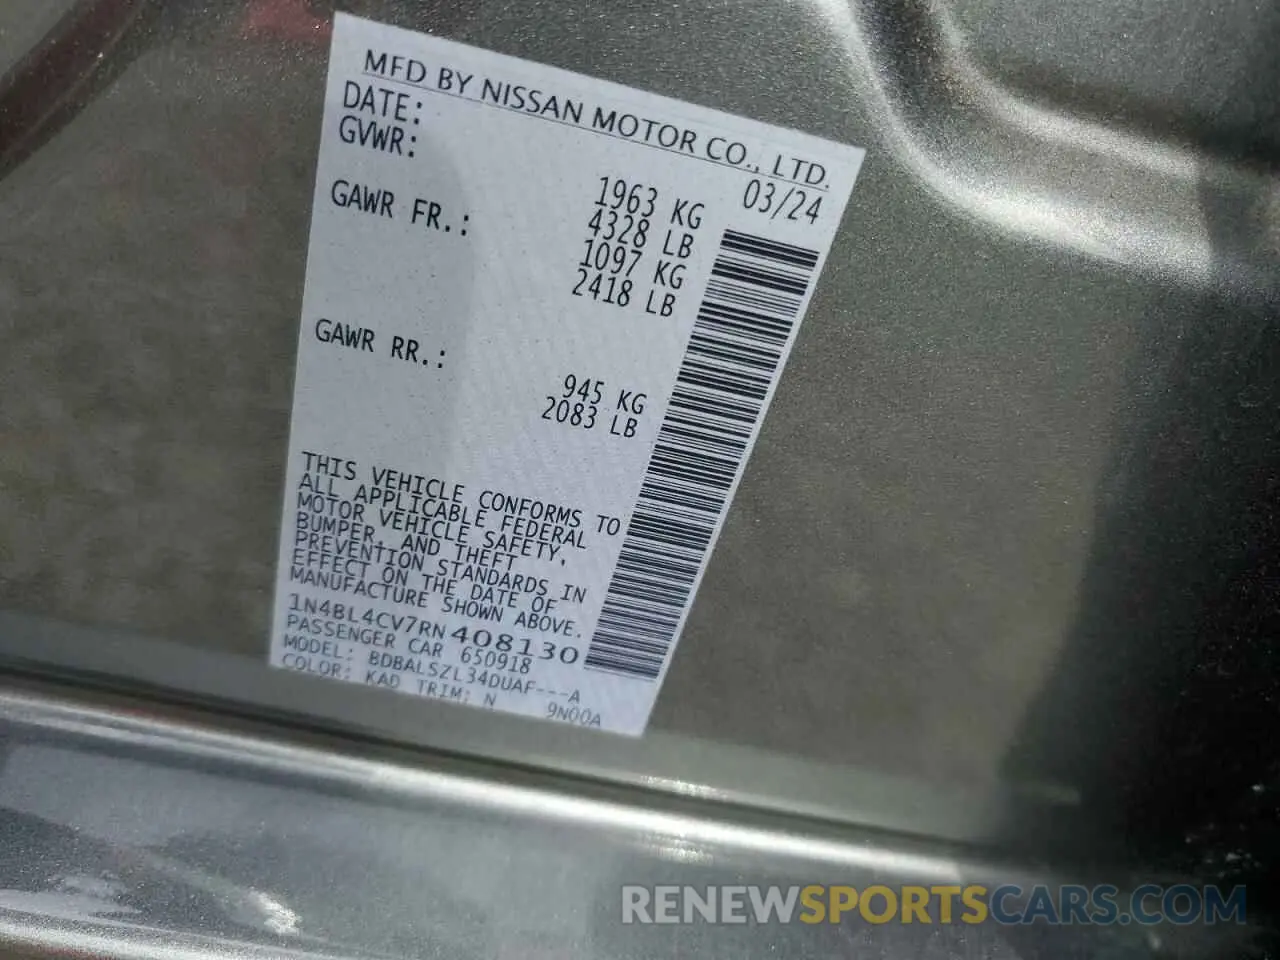 MFD BY NISSAN MOTOR CO., LTD.
DATE: 03/24
GVWR: 1963 KG
4328 LB
GAWR FR.: 1097 KG
2418 LB
GAWR RR.: 945 KG
2083 LB
THIS VEHICLE CONFORMS TO
ALL APPLICABLE FEDERAL
MOTOR VEHICLE SAFETY,
BUMPER, AND THEFT
PREVENTION STANDARDS IN
EFFECT ON THE DATE OF
MANUFACTURE SHOWN ABOVE.
1N4BL4CV7RN408130
PASSENGER CAR 650918
MODEL: BDBALSZL34DUAF---A
COLOR: KAD TRIM: N 9N00A
RENEWSPORTSCARS.COM